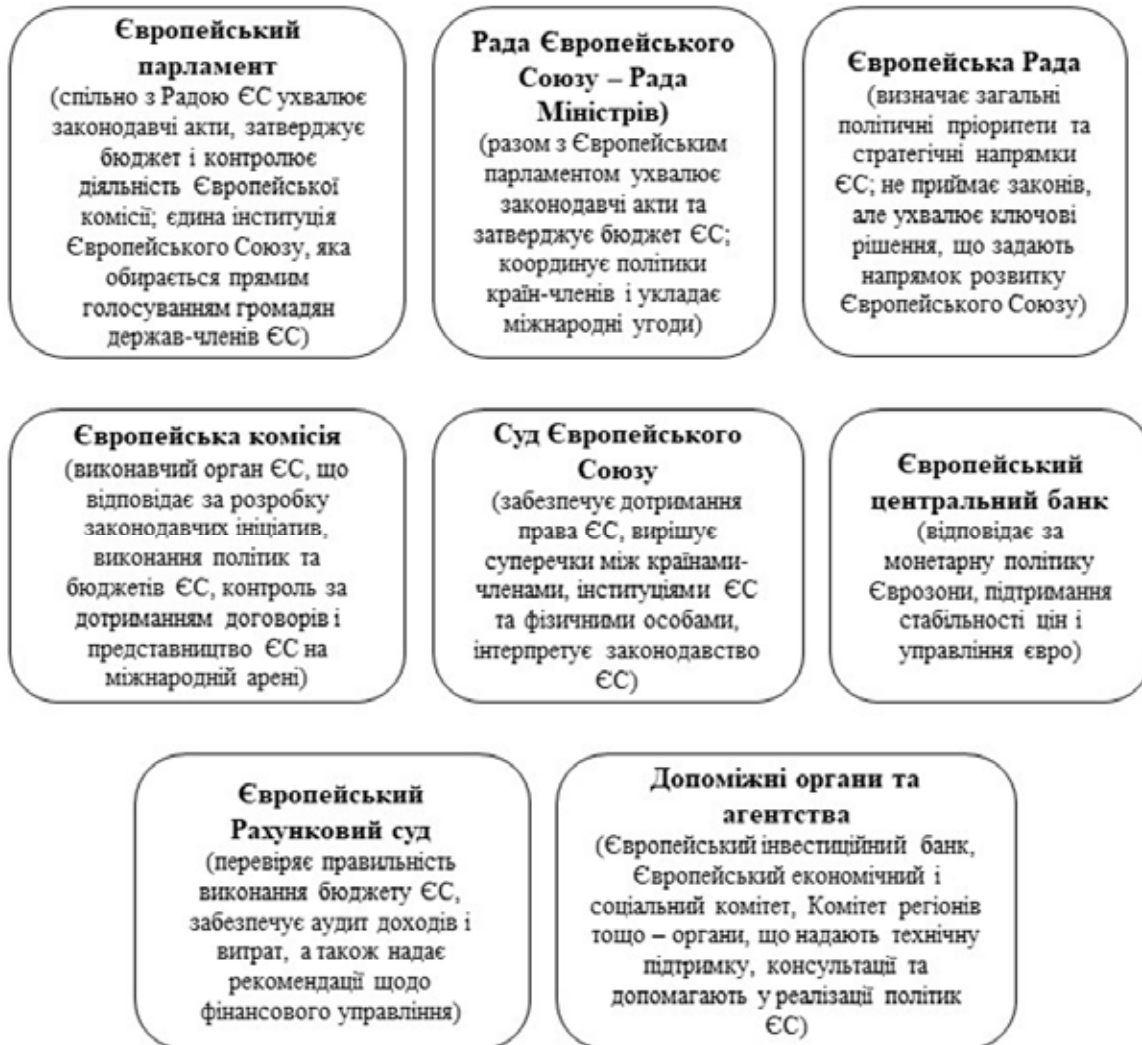 Європейський
парламент
(спільно з Радою ЄС ухвалює
законодавчі акти, затверджує
бюджет і контролює
діяльність Європейської
комісії; єдина інституція
Європейського Союзу, яка
обирається прямим
голосуванням громадян
держав-членів ЄС)
Рада Європейського
Союзу – Рада
Міністрів)
(разом з Європейським
парламентом ухвалює
законодавчі акти та
затверджує бюджет ЄС;
координує політики
країн-членів і укладає
міжнародні угоди)
Європейська Рада
(визначає загальні
політичні пріоритети та
стратегічні напрямки
ЄС; не приймає законів,
але ухвалює ключові
рішення, що задають
напрямок розвитку
Європейського Союзу)
Європейська комісія
(виконавчий орган ЄС, що
відповідає за розробку
законодавчих ініціатив,
виконання політик та
бюджетів ЄС, контроль за
дотриманням договорів і
представництво ЄС на
міжнародній арені)
Суд Європейського
Союзу
(забезпечує дотримання
права ЄС, вирішує
суперечки між країнами-
членами, інституціями ЄС
та фізичними особами,
інтерпретує законодавство
ЄС)
Європейський
центральний банк
(відповідає за
монетарну політику
Єврозони, підтримання
стабільності цін і
управління євро)
Європейський
Рахунковий суд
(перевіряє правильність
виконання бюджету ЄС,
забезпечує аудит доходів і
витрат, а також надає
рекомендації щодо
фінансового управління)
Допоміжні органи та
агентства
(Європейський інвестиційний банк,
Європейський економічний і
соціальний комітет, Комітет регіонів
тощо – органи, що надають технічну
підтримку, консультації та
допомагають у реалізації політик
ЄС)